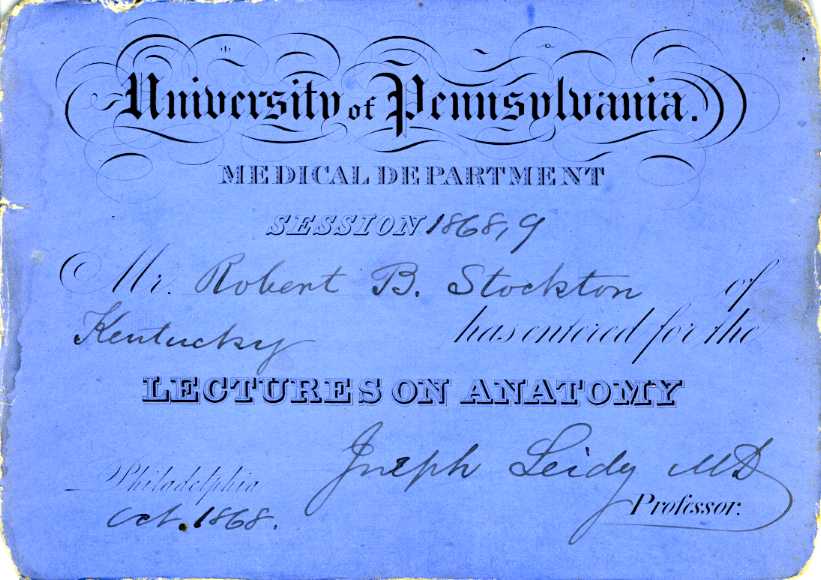 University of Pennsylvania.
MEDICAL DEPARTMENT
SESSION 1868,9
Mr. Robert B. Stockton of
Kentucky has entered for the
LECTURES ON ANATOMY
Joseph Leidy MD
Philadelphia Professor.
Oct. 1868.